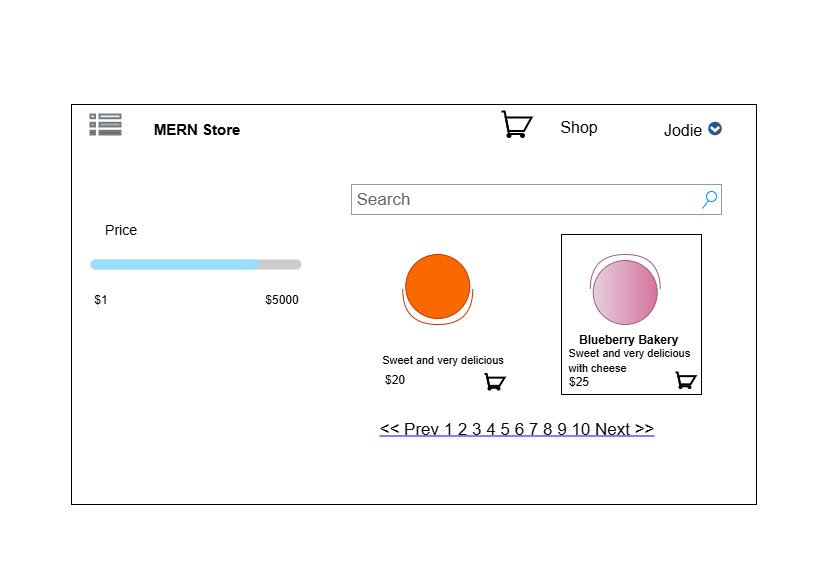 MERN Store
Shop
Jodie
Search
Price
$1
$5000
Sweet and very delicious
$20
Blueberry Bakery
Sweet and very delicious
with cheese
$25
<< Prev 1 2 3 4 5 6 7 8 9 10 Next >>